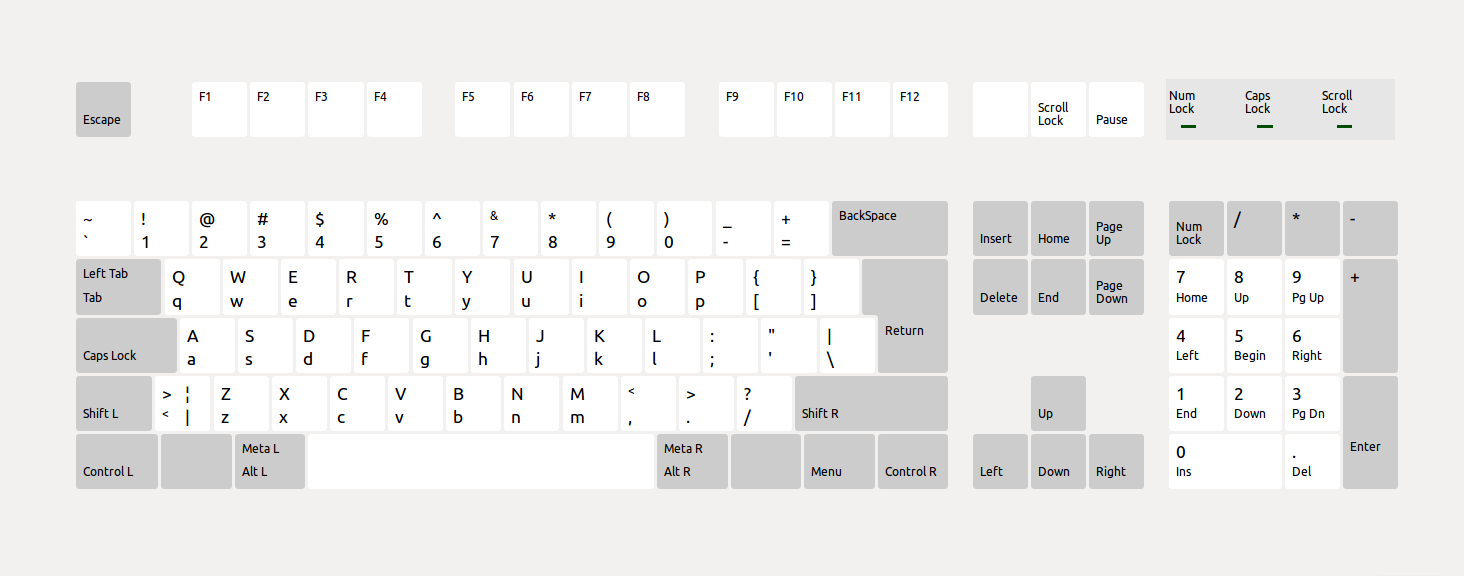 F1 F2 F3 F4 F5 F6 F7 F8 F9 F10 F11 F12
Escape Scroll Lock Pause
Num Lock Caps Lock Scroll Lock
~ ! @ # $ % ^ & * ( ) _ + BackSpace
` 1 2 3 4 5 6 7 8 9 0 - =
Insert Home Page Up
Num Lock / * -
Left Tab Q W E R T Y U I O P { }
Tab q w e r t y u i o p [ ]
Return
Delete End Page Down
7 8 9 +
Home Up Pg Up
A S D F G H J K L : " |
Caps Lock a s d f g h j k l ; ' \
4 5 6
Left Begin Right
> ¦ Z X C V B N M < > ?
Shift L < | z x c v b n m , . / Shift R
Up
1 2 3
End Down Pg Dn
Enter
Meta L Meta R
Control L Alt L Alt R Menu Control R
Left Down Right
0 .
Ins Del